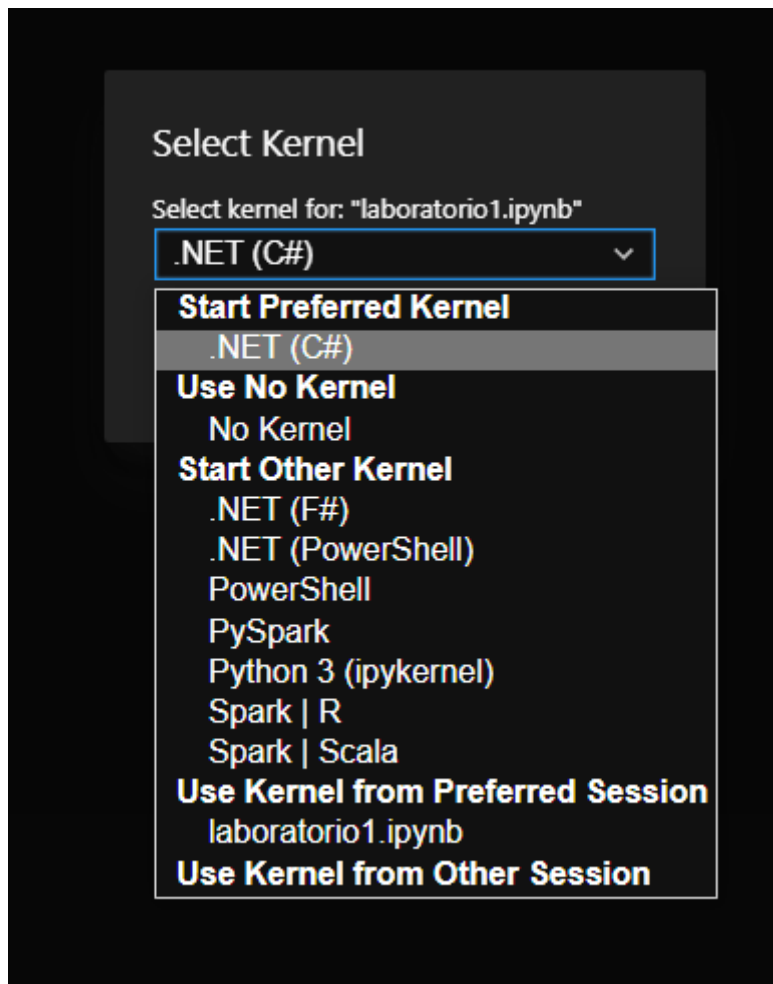 Select Kernel
Select kernel for: "laboratorio1.ipynb"
.NET (C#)
Start Preferred Kernel
.NET (C#)
Use No Kernel
No Kernel
Start Other Kernel
.NET (F#)
.NET (PowerShell)
PowerShell
PySpark
Python 3 (ipykernel)
Spark | R
Spark | Scala
Use Kernel from Preferred Session
laboratorio1.ipynb
Use Kernel from Other Session